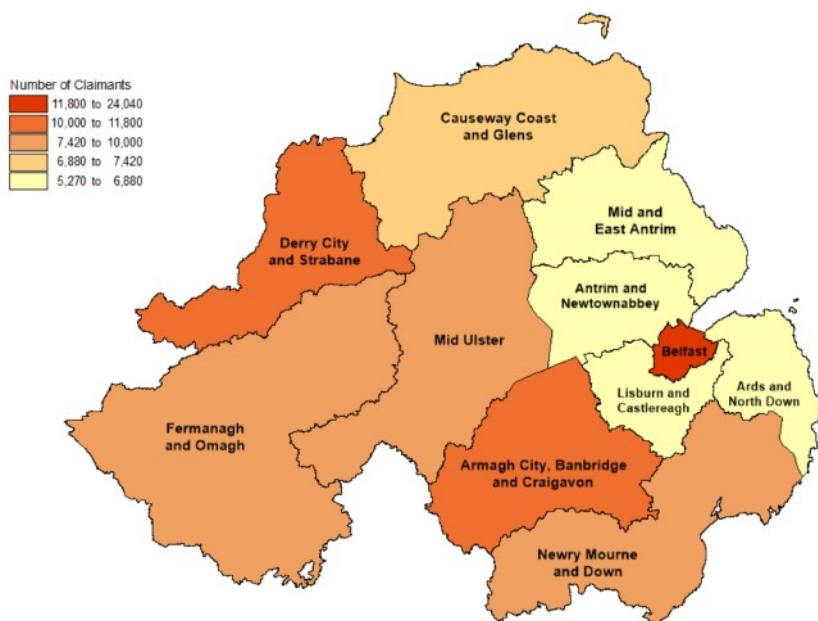 Number of Claimants
11,800 to 24,040
10,000 to 11,800
7,420 to 10,000
6,880 to 7,420
5,270 to 6,880
Causeway Coast
and Glens
Derry City
and Strabane
Mid and
East Antrim
Antrim and
Newtownabbey
Mid Ulster
Belfast
Lisburn and
Castlereagh
Ards and
North Down
Fermanagh
and Omagh
Armagh City, Banbridge
and Craigavon
Newry Mourne
and Down